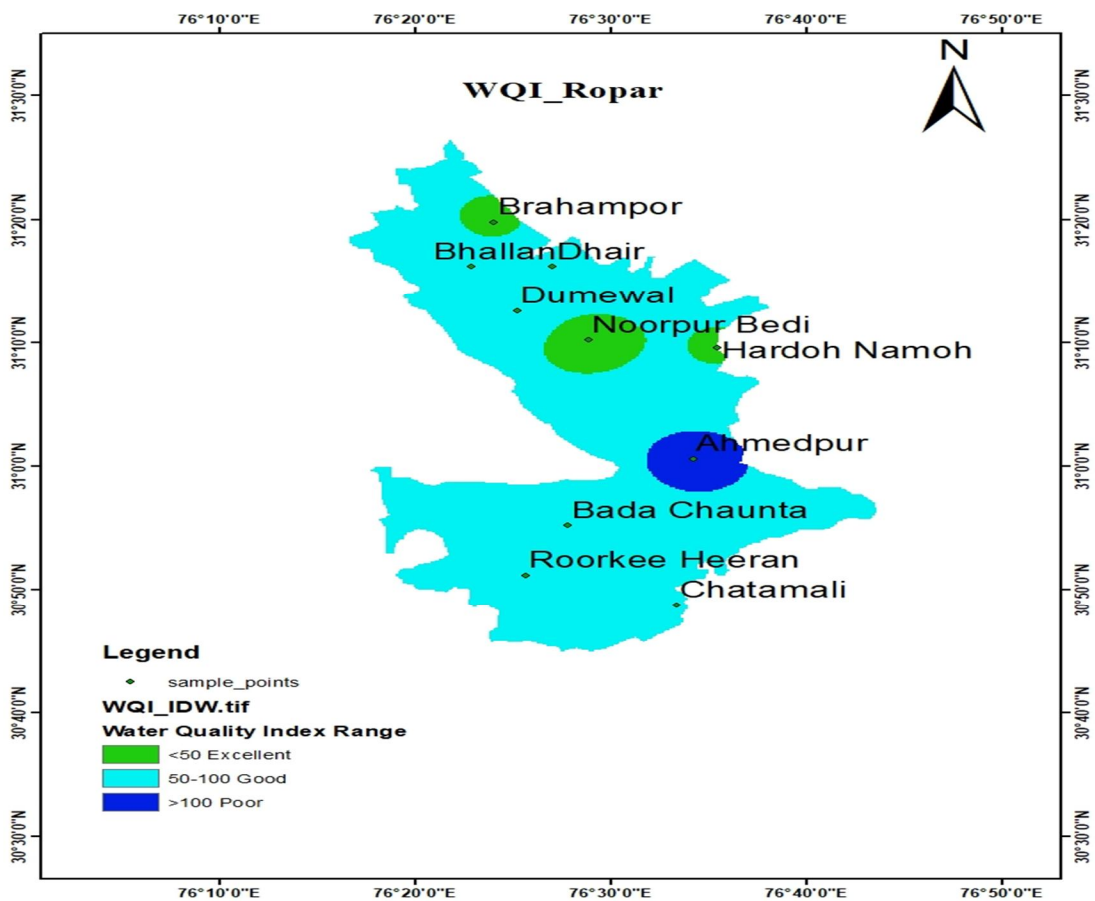 76°10'0"E 76°20'0"E 76°30'0"E 76°40'0"E 76°50'0"E
N
WQI_Ropar
31°30'0"N 31°30'0"N
Brahampor
31°20'0"N 31°20'0"N
BhallanDhair
Dumewal
Noorpur Bedi
31°10'0"N 31°10'0"N
Hardoh Namoh
Ahmedpur
31°0'0"N 31°0'0"N
Bada Chaunta
Roorkee Heeran
30°50'0"N 30°50'0"N
Chatamali
Legend
sample_points
WQI_IDW.tif
30°40'0"N 30°40'0"N
Water Quality Index Range
<50 Excellent
50-100 Good
>100 Poor
30°30'0"N 30°30'0"N
76°10'0"E 76°20'0"E 76°30'0"E 76°40'0"E 76°50'0"E